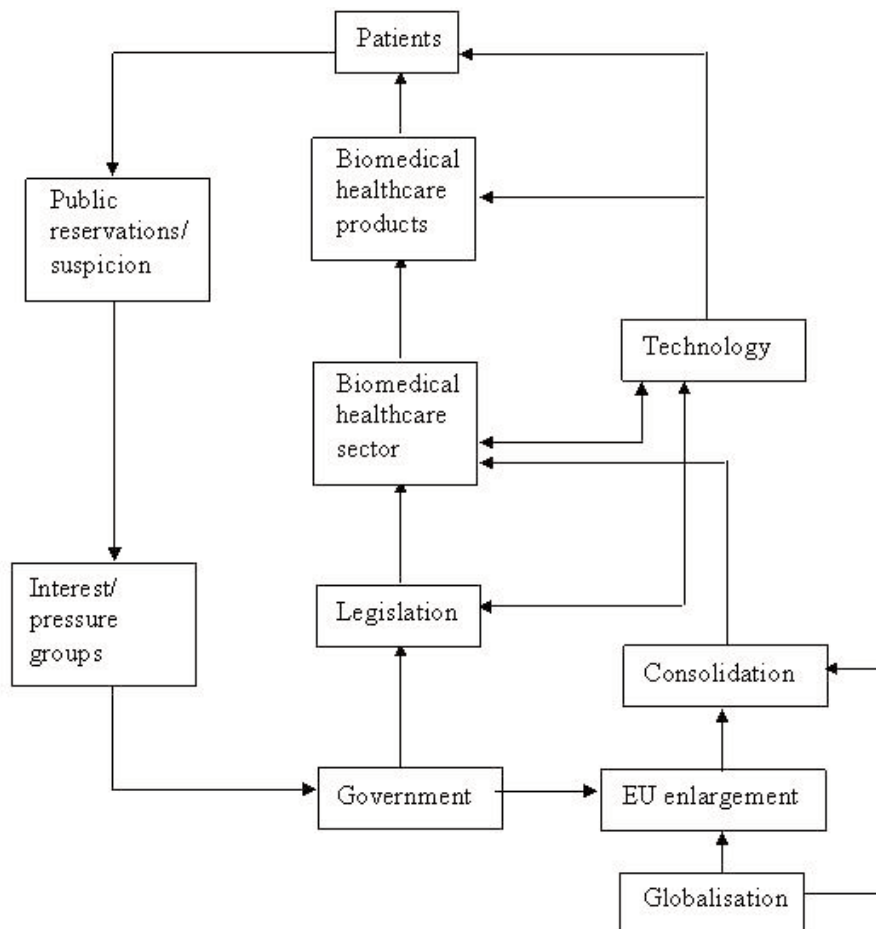 Patients
Biomedical
healthcare
products
Public
reservations/
suspicion
Technology
Biomedical
healthcare
sector
Interest/
pressure
groups
Legislation
Consolidation
Government
EU enlargement
Globalisation